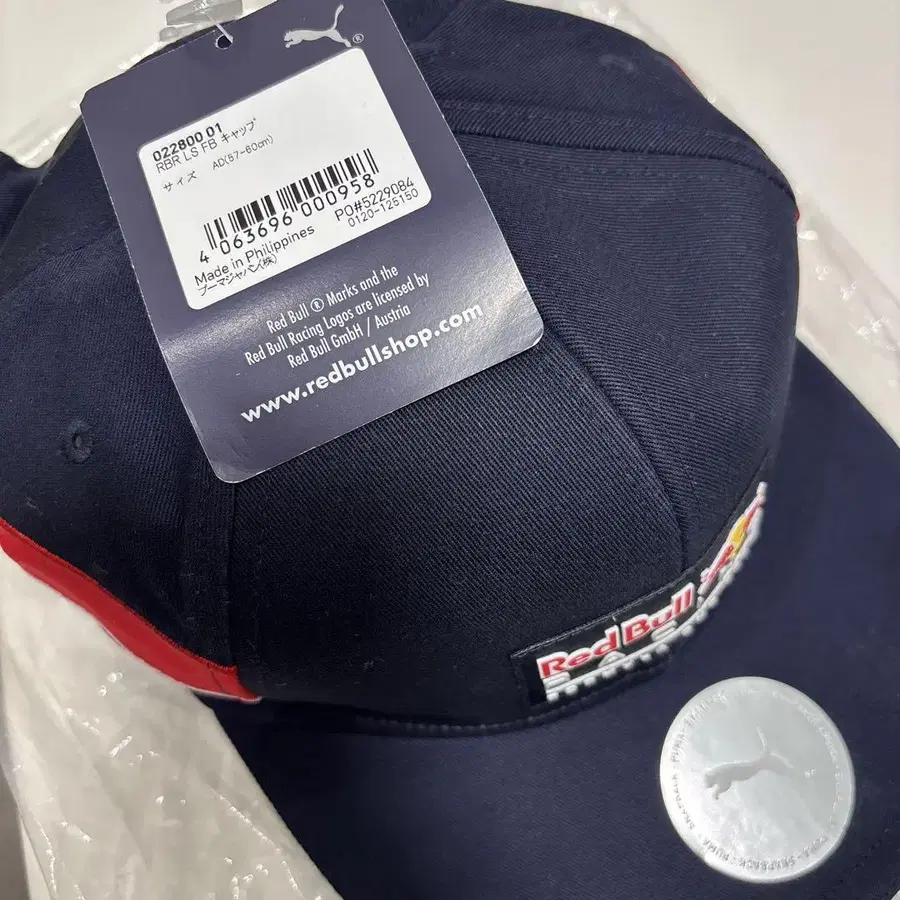 ®
022800 01
RBR LS FB キャップ
サイズ AD(57-60cm)
4 063696 000958
PO#5229084
0120-125150
Made in Philippines
プーマジャパン(株)
Red Bull ® Marks and the
Red Bull Racing Logos are licensed by
Red Bull GmbH / Austria
www.redbullshop.com
Red Bull